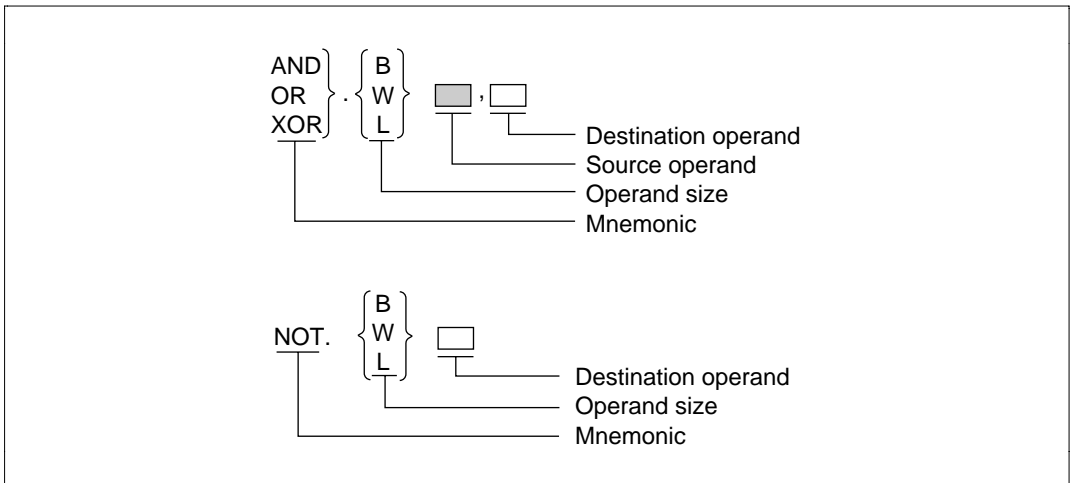 AND
OR
XOR
.
B
W
L
,
Destination operand
Source operand
Operand size
Mnemonic
NOT.
B
W
L
Destination operand
Operand size
Mnemonic